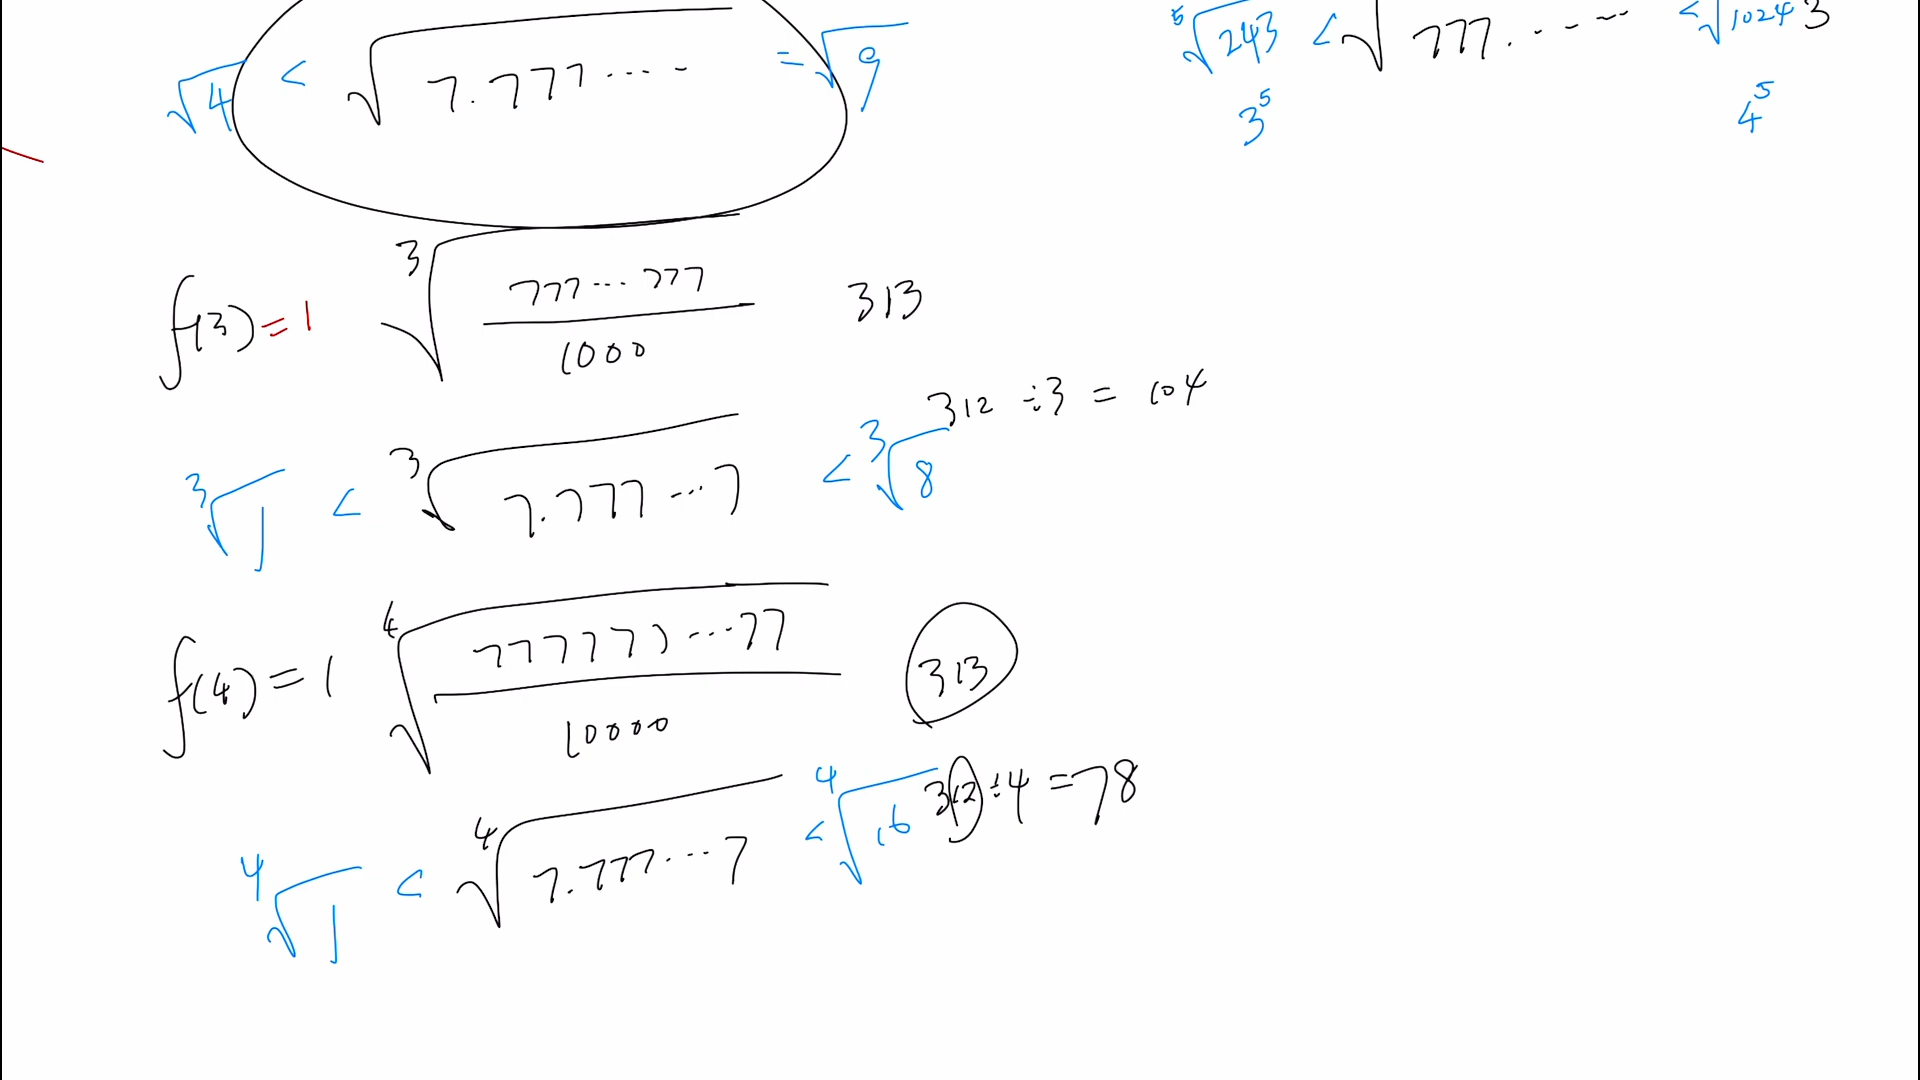 √4 < √7.777.... = √9
⁵√243 < √777.----- < √1024 3
3⁵ 4⁵
f(3) = 1 ³√(777...777 / 1000) 313
312 ÷ 3 = 104
³√1 < ³√7.777...7 < ³√8
f(4) = 1 ⁴√(777777...77 / 10000) 313
312 ÷ 4 = 78
⁴√1 < ⁴√7.777...7 < ⁴√16